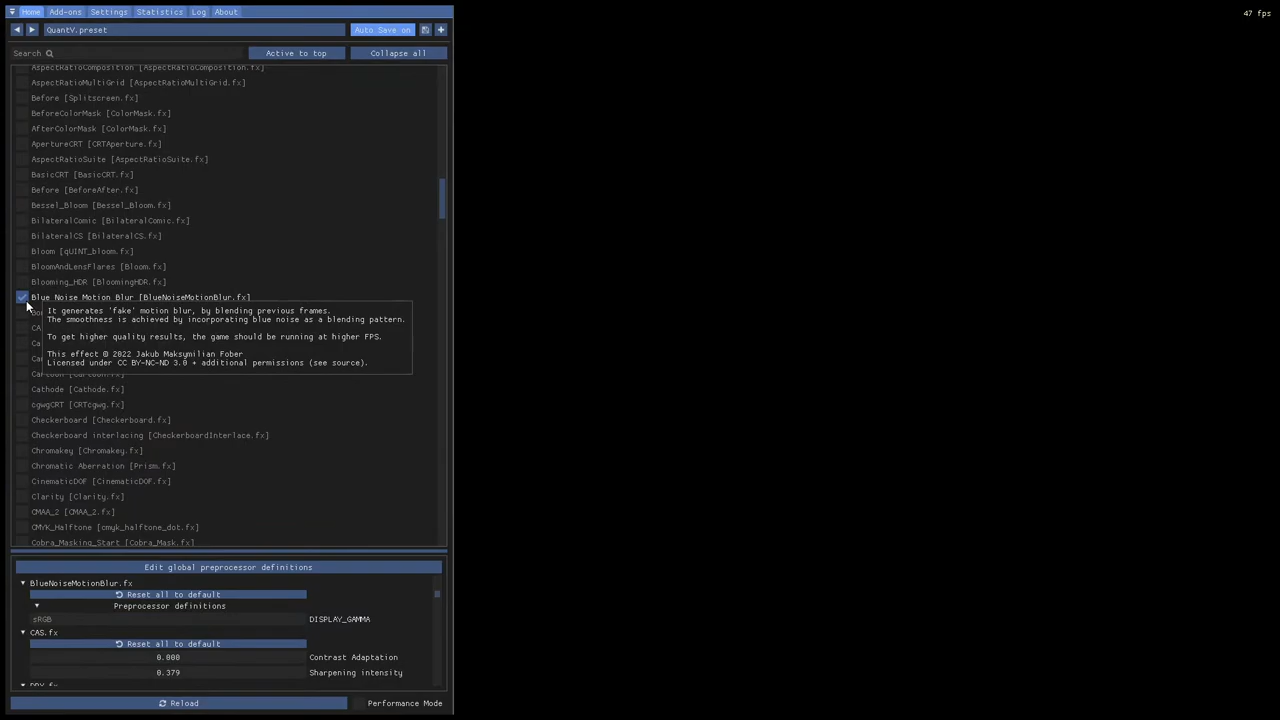 Home Add-ons Settings Statistics Log About
47 fps
QuantV.preset Auto Save on
Search Active to top Collapse all
AspectRatioComposition [AspectRatioComposition.fx]
AspectRatioMultiGrid [AspectRatioMultiGrid.fx]
Before [Splitscreen.fx]
BeforeColorMask [ColorMask.fx]
AfterColorMask [ColorMask.fx]
ApertureCRT [CRTAperture.fx]
AspectRatioSuite [AspectRatioSuite.fx]
BasicCRT [BasicCRT.fx]
Before [BeforeAfter.fx]
Bessel_Bloom [Bessel_Bloom.fx]
BilateralComic [BilateralComic.fx]
BilateralCS [BilateralCS.fx]
Bloom [qUINT_bloom.fx]
BloomAndLensFlares [Bloom.fx]
Blooming_HDR [BloomingHDR.fx]
Blue Noise Motion Blur [BlueNoiseMotionBlur.fx]
It generates 'fake' motion blur, by blending previous frames.
The smoothness is achieved by incorporating blue noise as a blending pattern.
To get higher quality results, the game should be running at higher FPS.
This effect © 2022 Jakub Maksymilian Fober
Licensed under CC BY-NC-ND 3.0 + additional permissions (see source).
Cartoon [Cartoon.fx]
Cathode [Cathode.fx]
cgwgCRT [CRTcgwg.fx]
Checkerboard [Checkerboard.fx]
Checkerboard interlacing [CheckerboardInterlace.fx]
Chromakey [Chromakey.fx]
Chromatic Aberration [Prism.fx]
CinematicDOF [CinematicDOF.fx]
Clarity [Clarity.fx]
CMAA_2 [CMAA_2.fx]
CMYK_Halftone [cmyk_halftone_dot.fx]
Cobra_Masking_Start [Cobra_Mask.fx]
Edit global preprocessor definitions
BlueNoiseMotionBlur.fx
Reset all to default
Preprocessor definitions
sRGB DISPLAY_GAMMA
CAS.fx
Reset all to default
0.000 Contrast Adaptation
0.379 Sharpening intensity
Reload Performance Mode